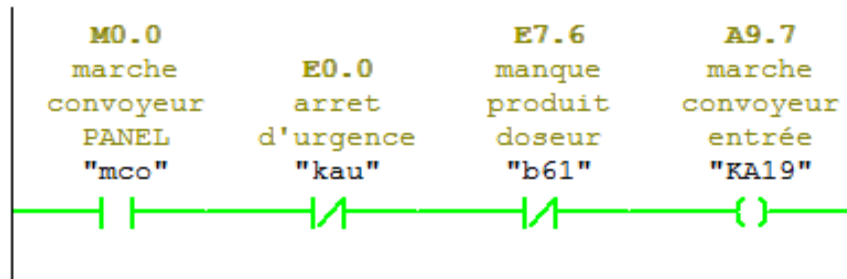 M0.0
marche
convoyeur
PANEL
"mco"
E0.0
arret
d'urgence
"kau"
E7.6
manque
produit
doseur
"b61"
A9.7
marche
convoyeur
entrée
"KA19"